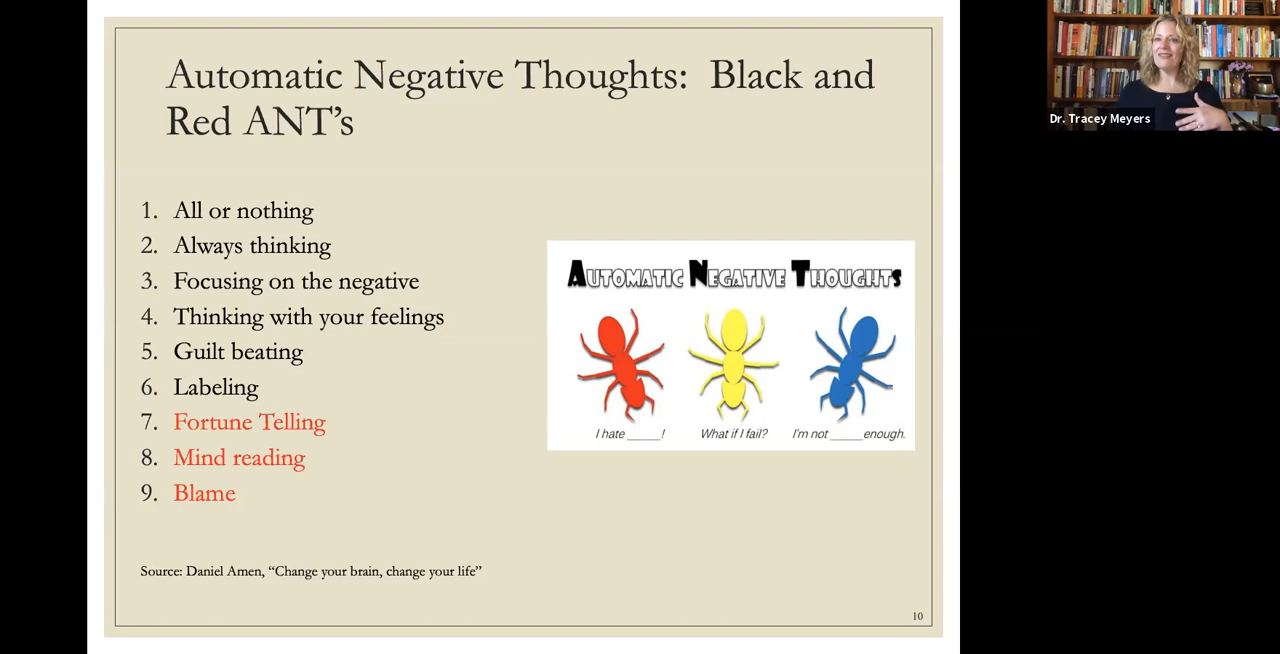 Automatic Negative Thoughts: Black and
Red ANT’s
1. All or nothing
2. Always thinking
3. Focusing on the negative
4. Thinking with your feelings
5. Guilt beating
6. Labeling
7. Fortune Telling
8. Mind reading
9. Blame
AUTOMATIC NEGATIVE THOUGHTS
I hate _____!
What if I fail?
I'm not _____enough.
Source: Daniel Amen, “Change your brain, change your life”
10
Dr. Tracey Meyers